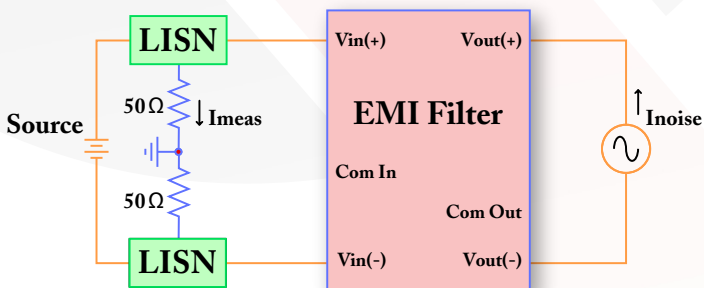 LISN
Vin(+)
Vout(+)
50Ω
Imeas
EMI Filter
Source
Inoise
Com In
50Ω
Com Out
LISN
Vin(-)
Vout(-)